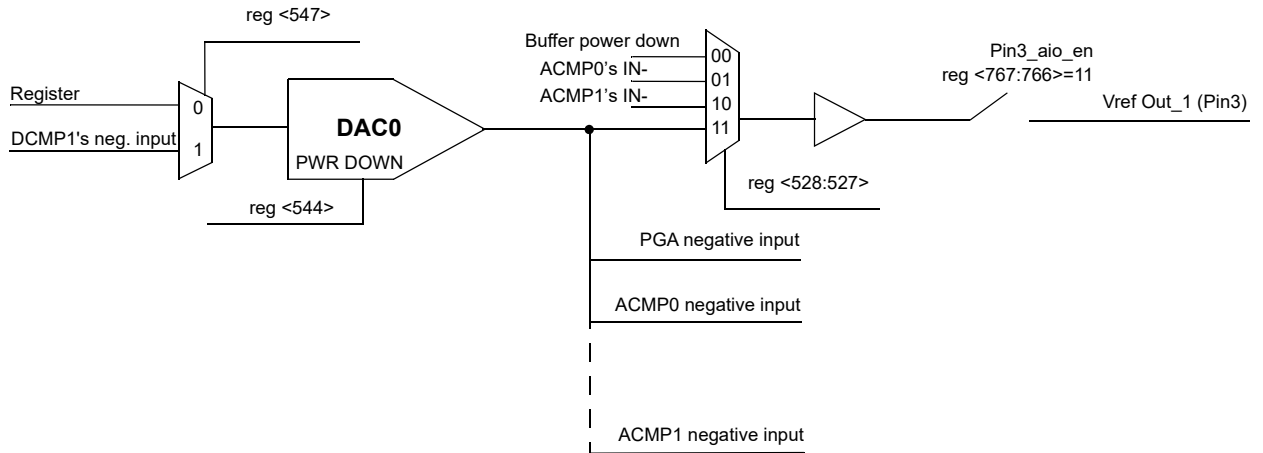 reg <547>
Buffer power down
Pin3_aio_en
reg <767:766>=11
00
ACMP0's IN-
01
Register
0
ACMP1's IN-
10
Vref Out_1 (Pin3)
DAC0
11
DCMP1's neg. input
1
PWR DOWN
reg <528:527>
reg <544>
PGA negative input
ACMP0 negative input
ACMP1 negative input